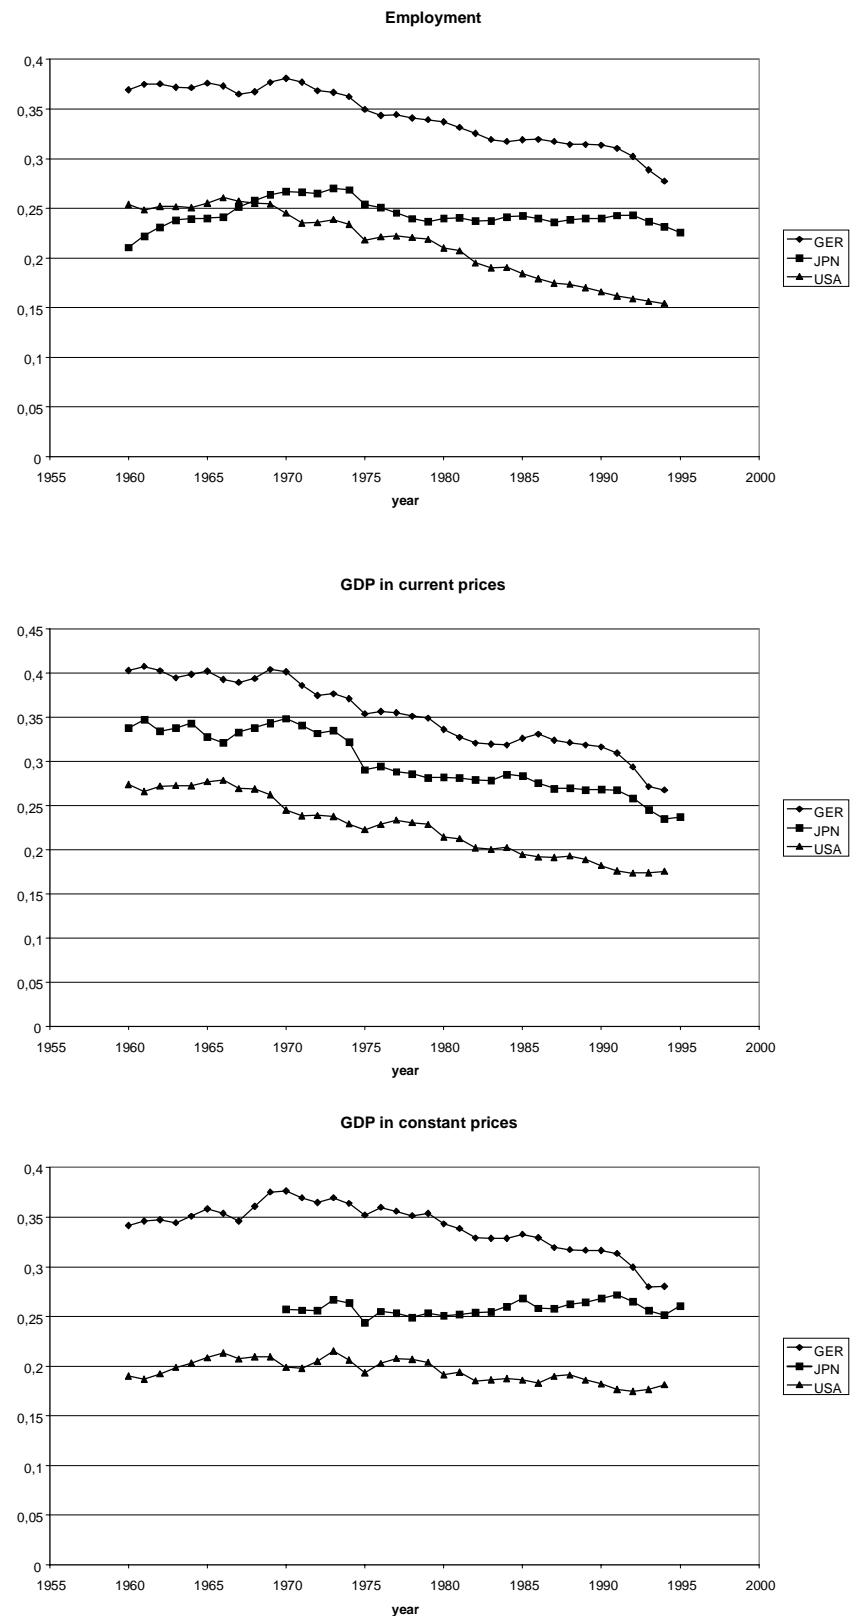 Employment
0,4
0,35
0,3
0,25
0,2
0,15
0,1
0,05
0
1955 1960 1965 1970 1975 1980 1985 1990 1995 2000
year
GER
JPN
USA
GDP in current prices
0,45
0,4
0,35
0,3
0,25
0,2
0,15
0,1
0,05
0
1955 1960 1965 1970 1975 1980 1985 1990 1995 2000
year
GER
JPN
USA
GDP in constant prices
0,4
0,35
0,3
0,25
0,2
0,15
0,1
0,05
0
1955 1960 1965 1970 1975 1980 1985 1990 1995 2000
year
GER
JPN
USA